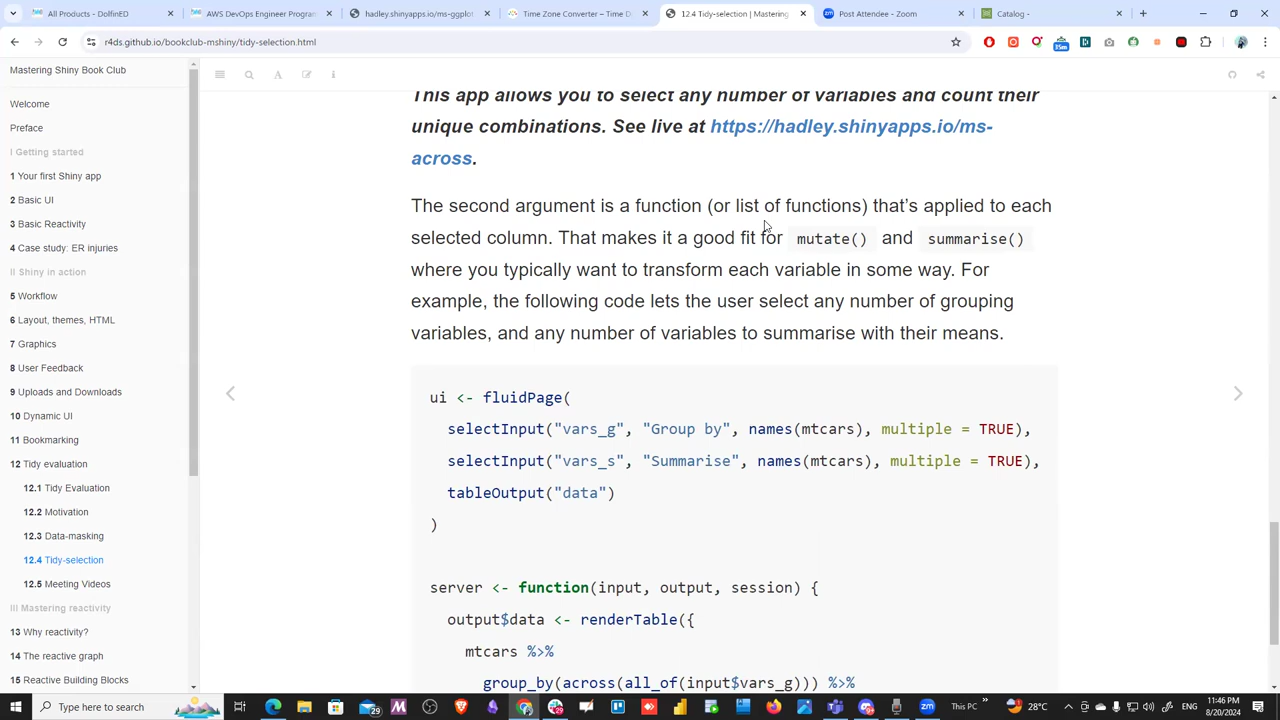 All Products - DolfinED
AWS DevOps Engineer Program
hadley.shinyapps.io/ms-ggplot
Time Zone Converter – Time D
12.4 Tidy-selection | Mastering
Post Attendee - Zoom
Catalog -
r4ds.github.io/bookclub-mshiny/tidy-selection.html
35m
Mastering Shiny Book Club
Welcome
Preface
I Getting started
1 Your first Shiny app
2 Basic UI
3 Basic Reactivity
4 Case study: ER injuries
II Shiny in action
5 Workflow
6 Layout, themes, HTML
7 Graphics
8 User Feedback
9 Uploads and Downloads
10 Dynamic UI
11 Bookmarking
12 Tidy evaluation
12.1 Tidy Evaluation
12.2 Motivation
12.3 Data-masking
12.4 Tidy-selection
12.5 Meeting Videos
III Mastering reactivity
13 Why reactivity?
14 The reactive graph
15 Reactive Building Blocks
This app allows you to select any number of variables and count their
unique combinations. See live at https://hadley.shinyapps.io/ms-
across.
The second argument is a function (or list of functions) that's applied to each
selected column. That makes it a good fit for mutate() and summarise()
where you typically want to transform each variable in some way. For
example, the following code lets the user select any number of grouping
variables, and any number of variables to summarise with their means.
ui <- fluidPage(
selectInput("vars_g", "Group by", names(mtcars), multiple = TRUE),
selectInput("vars_s", "Summarise", names(mtcars), multiple = TRUE),
tableOutput("data")
)
server <- function(input, output, session) {
output$data <- renderTable({
mtcars %>%
group_by(across(all_of(input$vars_g))) %>%
Type here to search
29
This PC
28°C
11:46 PM
8/20/2024